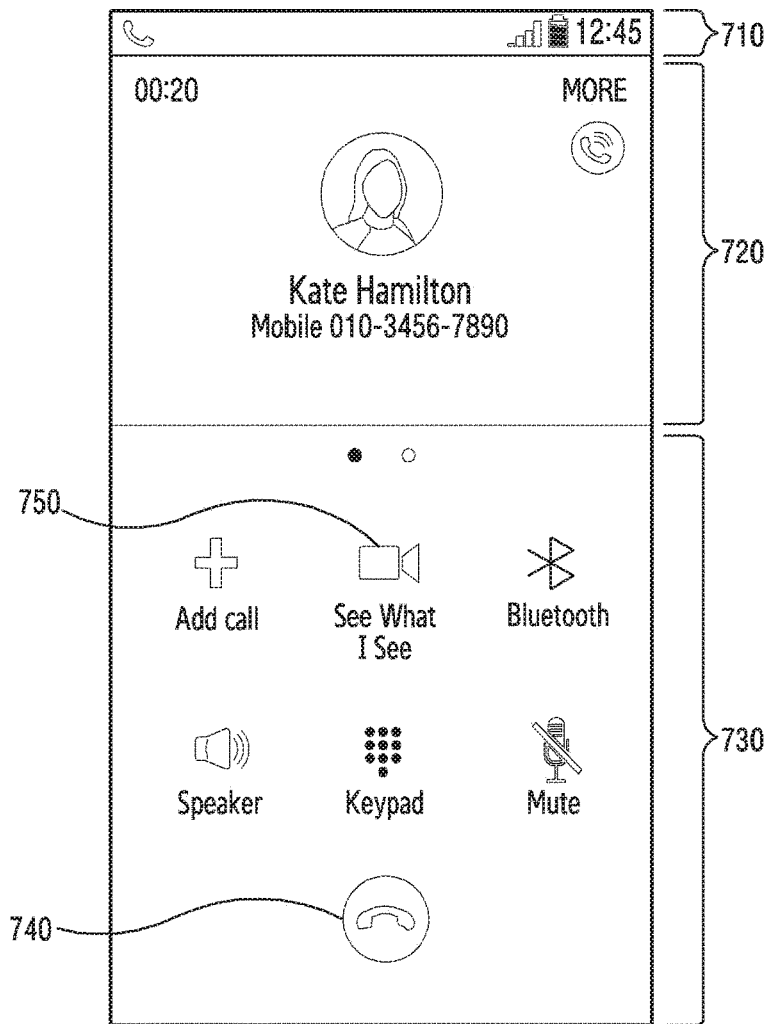 12:45
710
00:20
MORE
720
Kate Hamilton
Mobile 010-3456-7890
750
Add call
See What
I See
Bluetooth
730
Speaker
Keypad
Mute
740